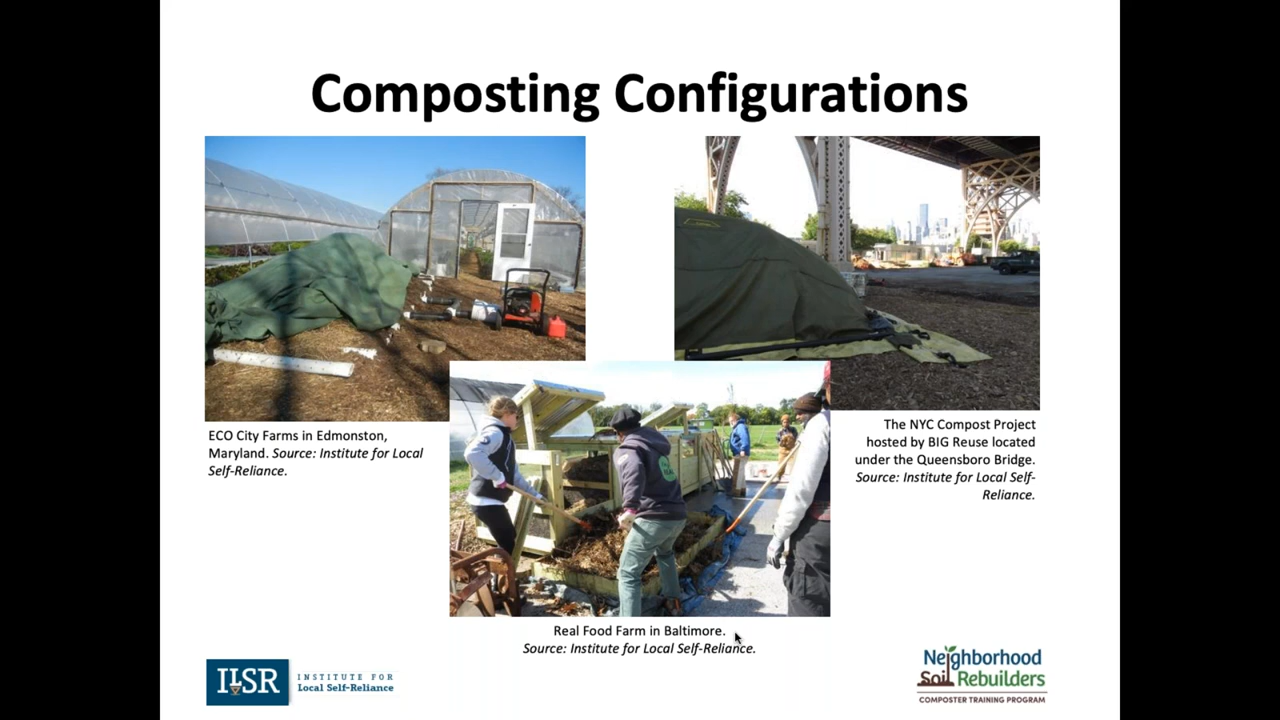 Composting Configurations
ECO City Farms in Edmonston,
Maryland. Source: Institute for Local
Self-Reliance.
The NYC Compost Project
hosted by BIG Reuse located
under the Queensboro Bridge.
Source: Institute for Local Self-
Reliance.
Real Food Farm in Baltimore.
Source: Institute for Local Self-Reliance.
ILSR
INSTITUTE FOR
Local Self-Reliance
Neighborhood
Soil Rebuilders
COMPOSTER TRAINING PROGRAM